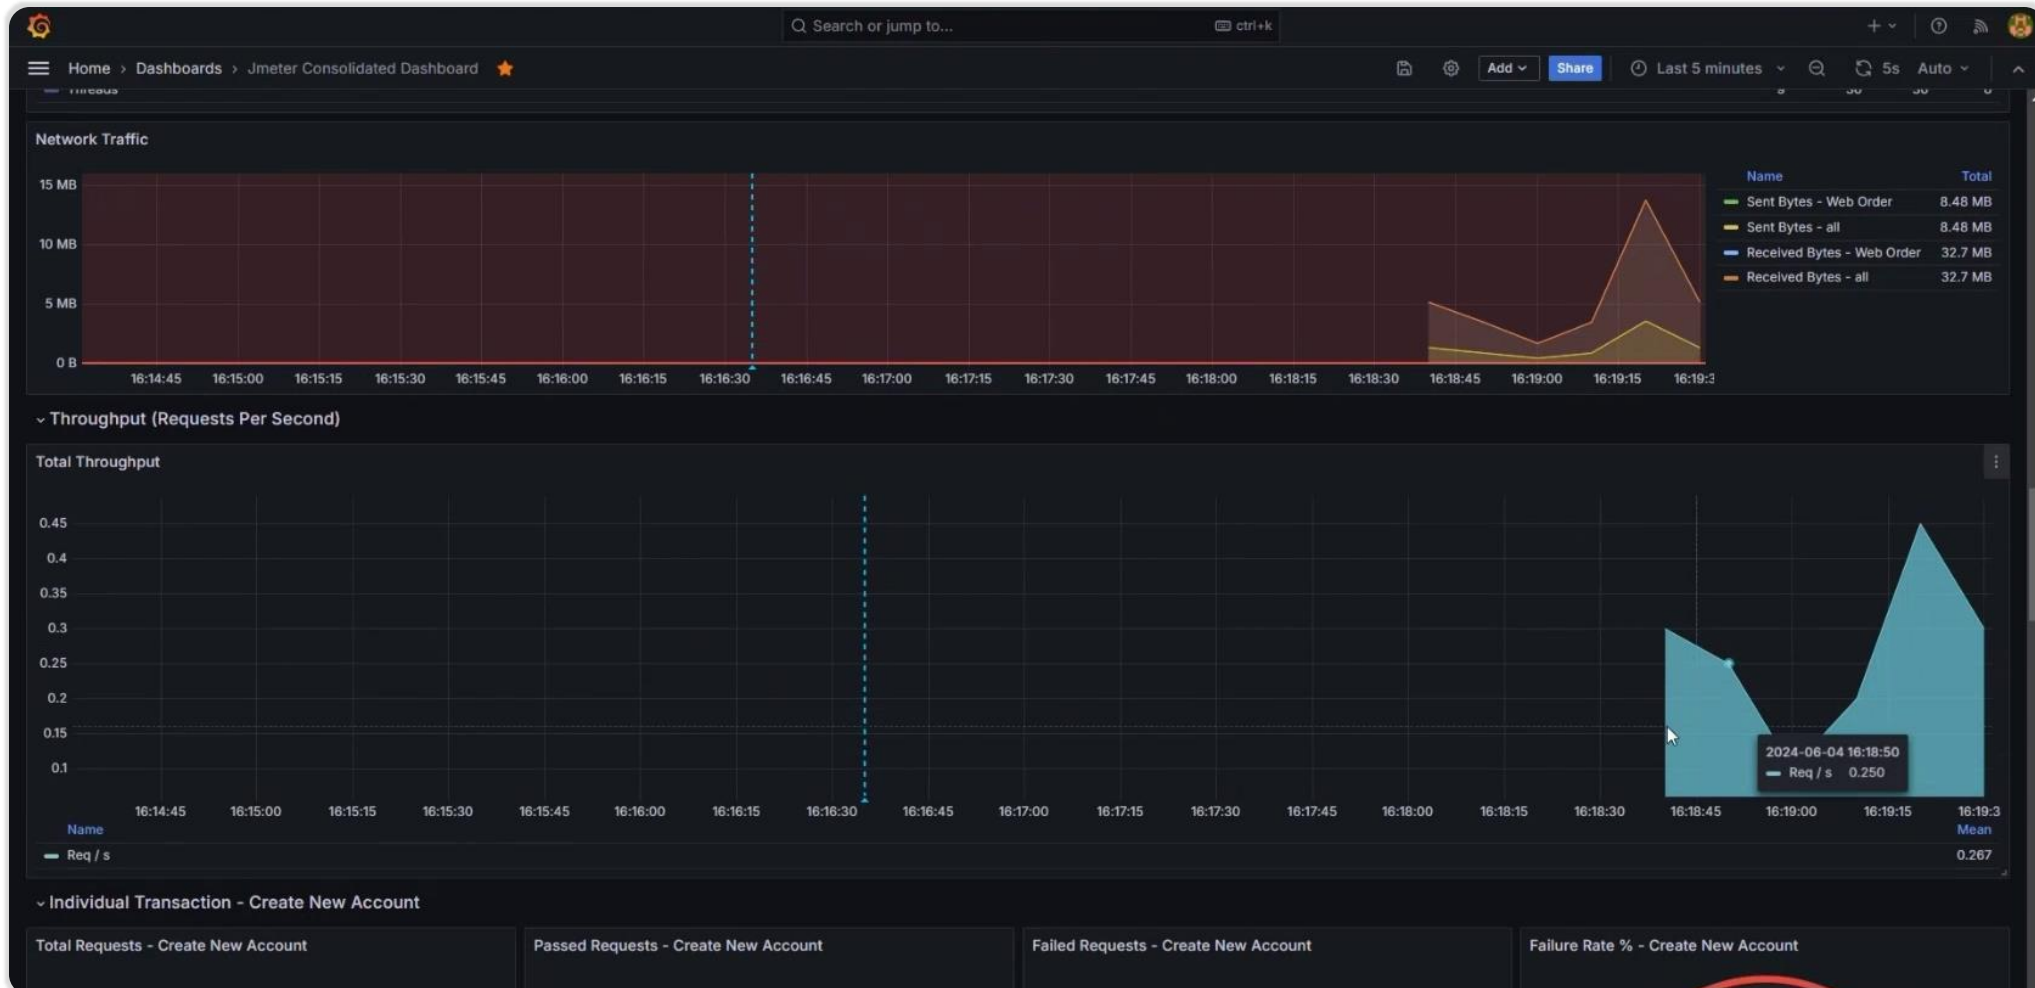 Search or jump to... ctrl+k
Home › Dashboards › Jmeter Consolidated Dashboard Add Share Last 5 minutes 5s Auto
Threads
Network Traffic
15 MB
10 MB
5 MB
0 B
16:14:45 16:15:00 16:15:15 16:15:30 16:15:45 16:16:00 16:16:15 16:16:30 16:16:45 16:17:00 16:17:15 16:17:30 16:17:45 16:18:00 16:18:15 16:18:30 16:18:45 16:19:00 16:19:15 16:19:3
Name Total
Sent Bytes - Web Order 8.48 MB
Sent Bytes - all 8.48 MB
Received Bytes - Web Order 32.7 MB
Received Bytes - all 32.7 MB
Throughput (Requests Per Second)
Total Throughput
0.45
0.4
0.35
0.3
0.25
0.2
0.15
0.1
2024-06-04 16:18:50
Req / s 0.250
16:14:45 16:15:00 16:15:15 16:15:30 16:15:45 16:16:00 16:16:15 16:16:30 16:16:45 16:17:00 16:17:15 16:17:30 16:17:45 16:18:00 16:18:15 16:18:30 16:18:45 16:19:00 16:19:15 16:19:3
Name Mean
Req / s 0.267
Individual Transaction - Create New Account
Total Requests - Create New Account Passed Requests - Create New Account Failed Requests - Create New Account Failure Rate % - Create New Account